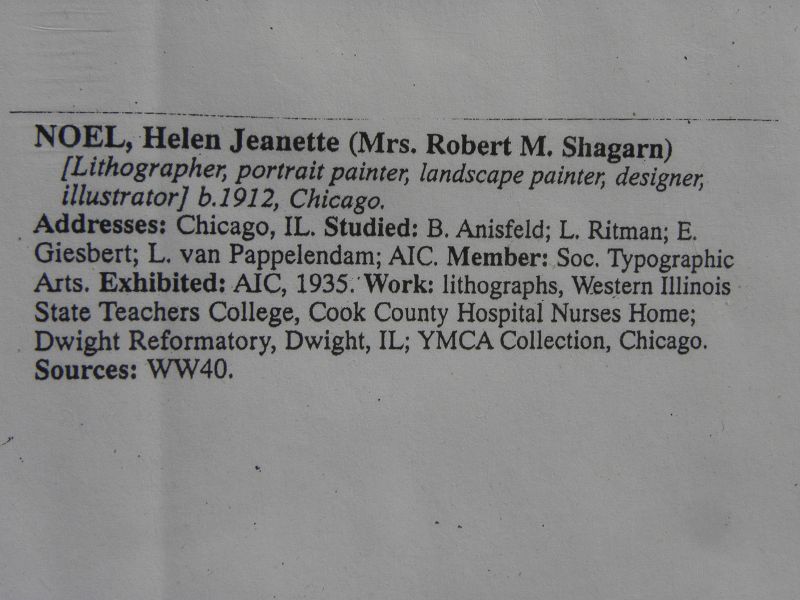 NOEL, Helen Jeanette (Mrs. Robert M. Shagarn)
[Lithographer, portrait painter, landscape painter, designer,
illustrator] b.1912, Chicago.
Addresses: Chicago, IL. Studied: B. Anisfeld; L. Ritman; E.
Giesbert; L. van Pappelendam; AIC. Member: Soc. Typographic
Arts. Exhibited: AIC, 1935. Work: lithographs, Western Illinois
State Teachers College, Cook County Hospital Nurses Home;
Dwight Reformatory, Dwight, IL; YMCA Collection, Chicago.
Sources: WW40.